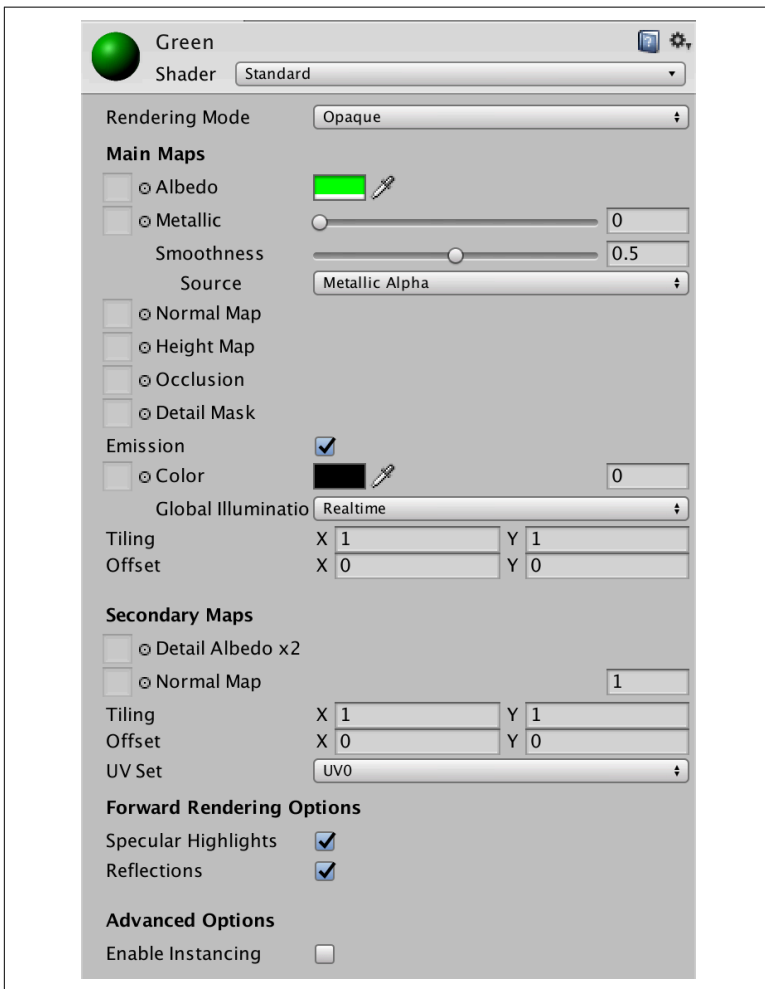 Green
Shader Standard
Rendering Mode Opaque
Main Maps
Albedo
Metallic 0
Smoothness 0.5
Source Metallic Alpha
Normal Map
Height Map
Occlusion
Detail Mask
Emission
Color 0
Global Illuminatio Realtime
Tiling X 1 Y 1
Offset X 0 Y 0
Secondary Maps
Detail Albedo x2
Normal Map 1
Tiling X 1 Y 1
Offset X 0 Y 0
UV Set UV0
Forward Rendering Options
Specular Highlights
Reflections
Advanced Options
Enable Instancing